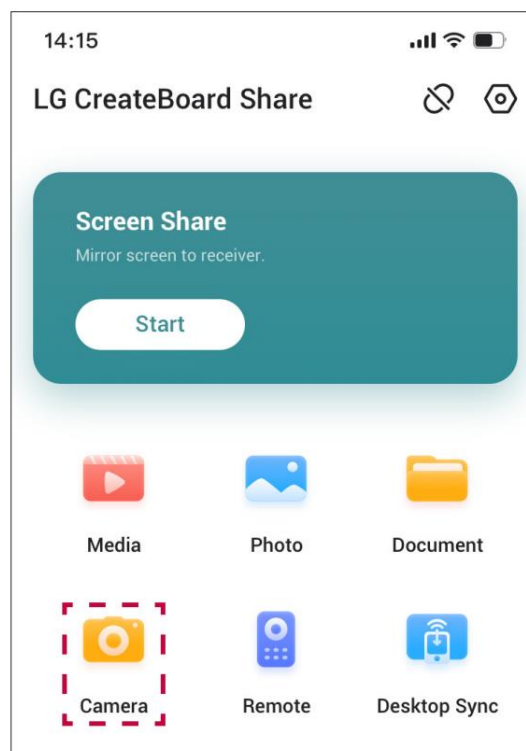 14:15
LG CreateBoard Share
Screen Share
Mirror screen to receiver.
Start
Media Photo Document
Camera Remote Desktop Sync